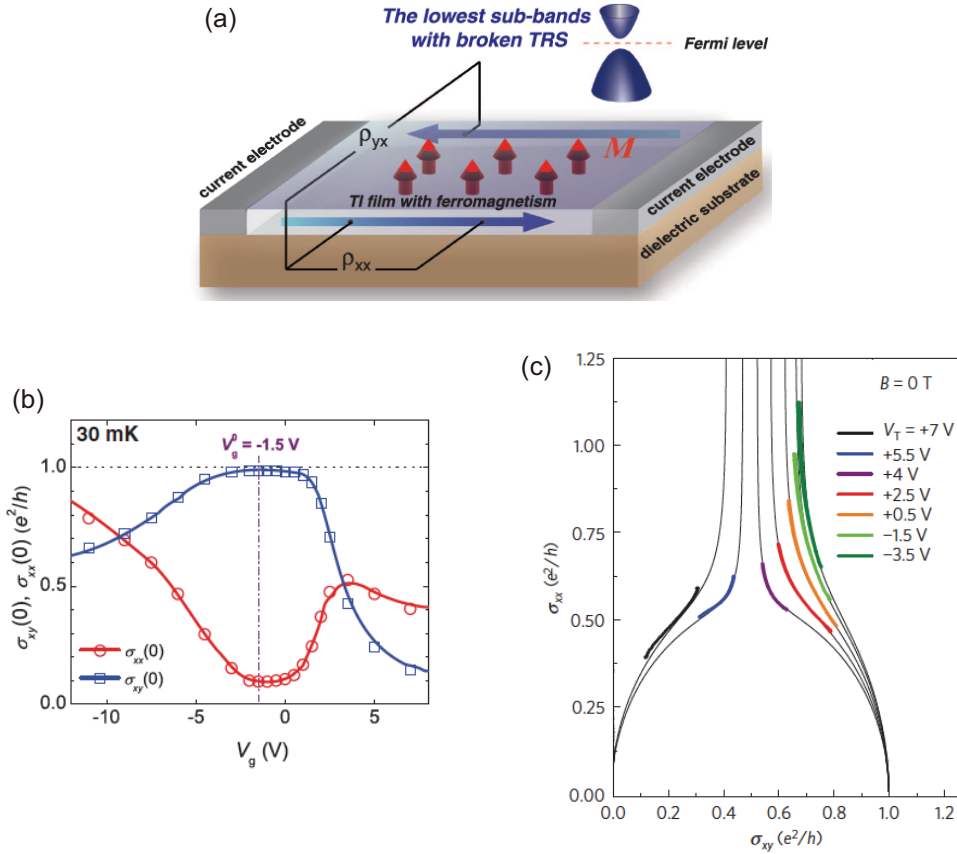 (a)
The lowest sub-bands
with broken TRS
Fermi level
current electrode
ρyx
M
TI film with ferromagnetism
ρxx
current electrode
dielectric substrate
(b)
30 mK
V⁰g = -1.5 V
1.0
0.5
0.0
σxy(0), σxx(0) (e²/h)
σxx(0)
σxy(0)
-10 -5 0 5
Vg (V)
(c)
B = 0 T
VT = +7 V
+5.5 V
+4 V
+2.5 V
+0.5 V
−1.5 V
−3.5 V
1.25
1.00
0.75
0.50
0.25
0.00
σxx (e²/h)
0.0 0.2 0.4 0.6 0.8 1.0 1.2
σxy (e²/h)